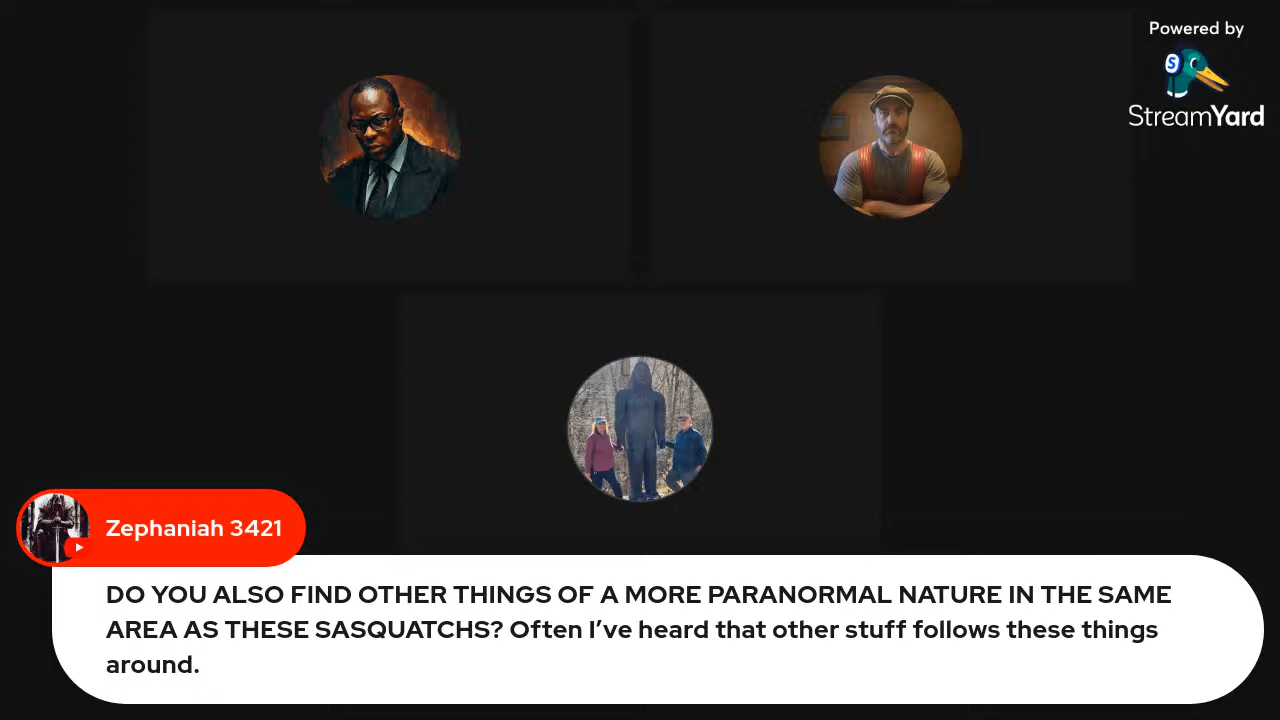 Powered by
S
StreamYard
Zephaniah 3421
DO YOU ALSO FIND OTHER THINGS OF A MORE PARANORMAL NATURE IN THE SAME
AREA AS THESE SASQUATCHS? Often I’ve heard that other stuff follows these things
around.